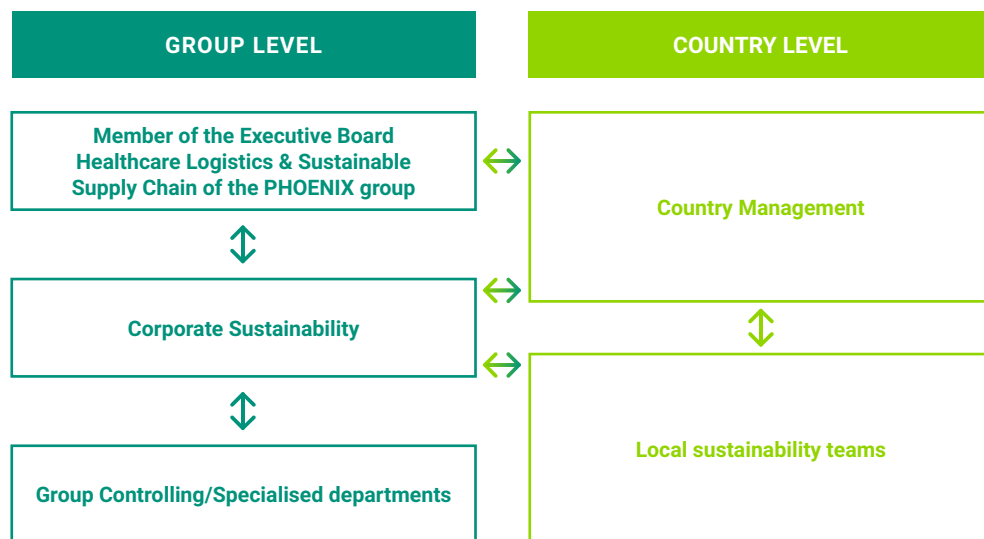 GROUP LEVEL
COUNTRY LEVEL
Member of the Executive Board
Healthcare Logistics & Sustainable
Supply Chain of the PHOENIX group
Country Management
Corporate Sustainability
Local sustainability teams
Group Controlling/Specialised departments